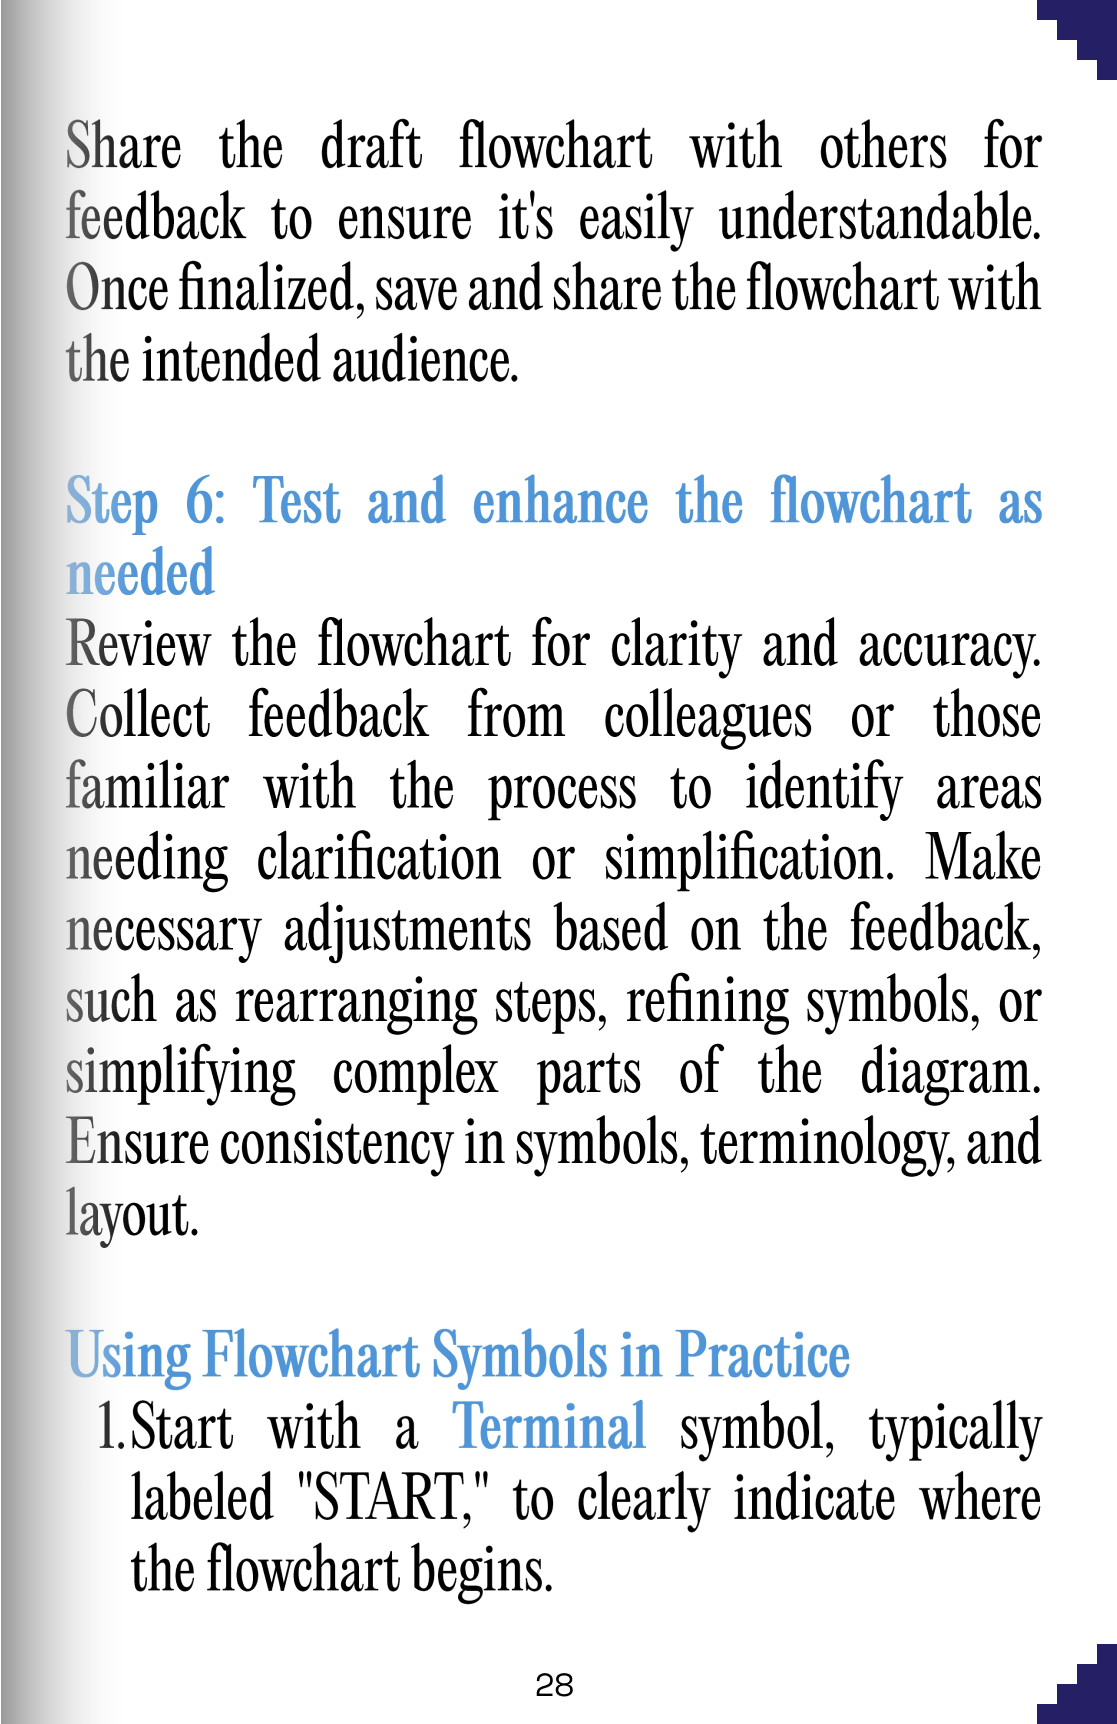 Share the draft flowchart with others for
feedback to ensure it's easily understandable.
Once finalized, save and share the flowchart with
the intended audience.
Step 6: Test and enhance the flowchart as
needed
Review the flowchart for clarity and accuracy.
Collect feedback from colleagues or those
familiar with the process to identify areas
needing clarification or simplification. Make
necessary adjustments based on the feedback,
such as rearranging steps, refining symbols, or
simplifying complex parts of the diagram.
Ensure consistency in symbols, terminology, and
layout.
Using Flowchart Symbols in Practice
1. Start with a Terminal symbol, typically
labeled "START," to clearly indicate where
the flowchart begins.
28